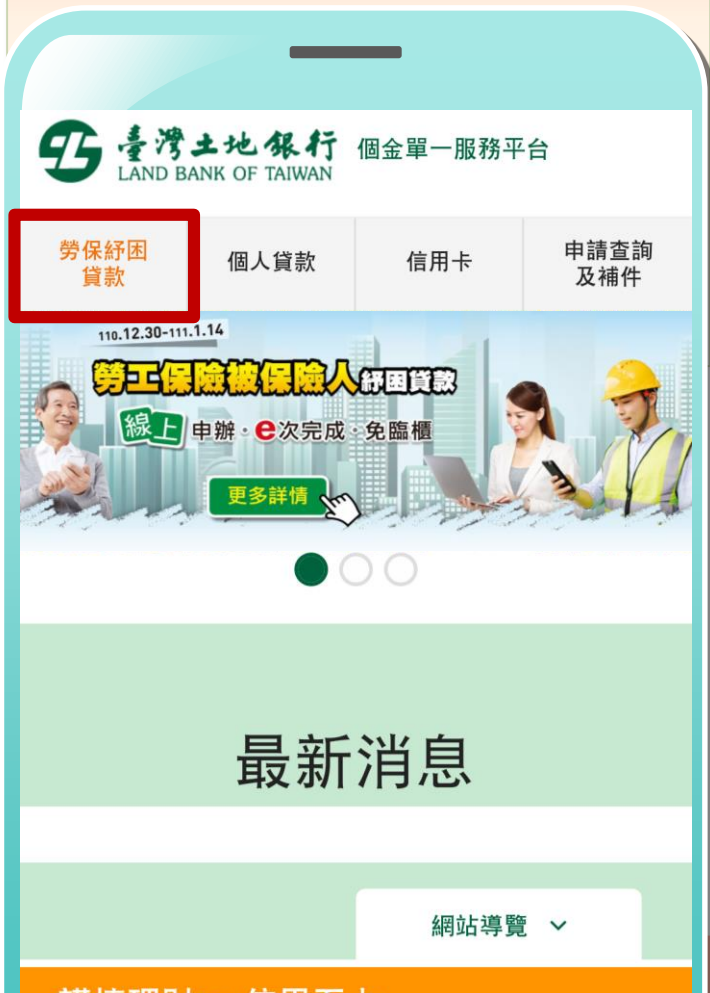 臺灣土地銀行 個金單一服務平台
LAND BANK OF TAIWAN
勞保紓困
貸款
個人貸款
信用卡
申請查詢
及補件
110.12.30-111.1.14
勞工保險被保險人紓困貸款
線上申辦·e次完成·免臨櫃
更多詳情
最新消息
網站導覽